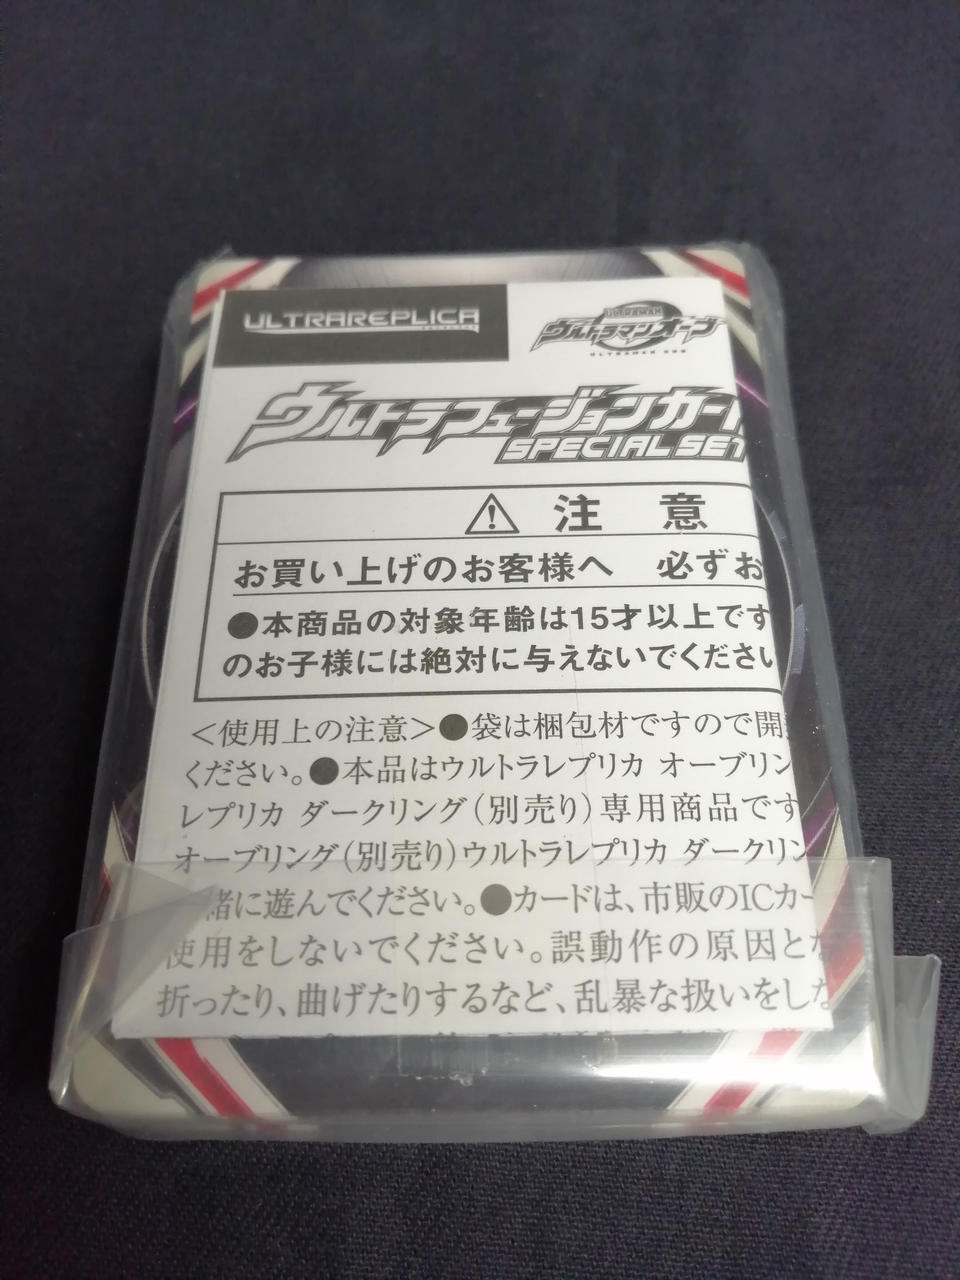 ULTRAREPLICA
ULTRAMAN
ウルトラマンオーブ
ULTRAMAN ORB
ウルトラフュージョンカー
SPECIAL SET
注 意
お買い上げのお客様へ 必ずお
●本商品の対象年齢は15才以上です
のお子様には絶対に与えないでください
<使用上の注意>●袋は梱包材ですので開
ください。●本品はウルトラレプリカ オーブリン
レプリカ ダークリング(別売り)専用商品です
オーブリング(別売り)ウルトラレプリカ ダークリン
緒に遊んでください。●カードは、市販のICカー
使用をしないでください。誤動作の原因とな
折ったり、曲げたりするなど、乱暴な扱いをしな